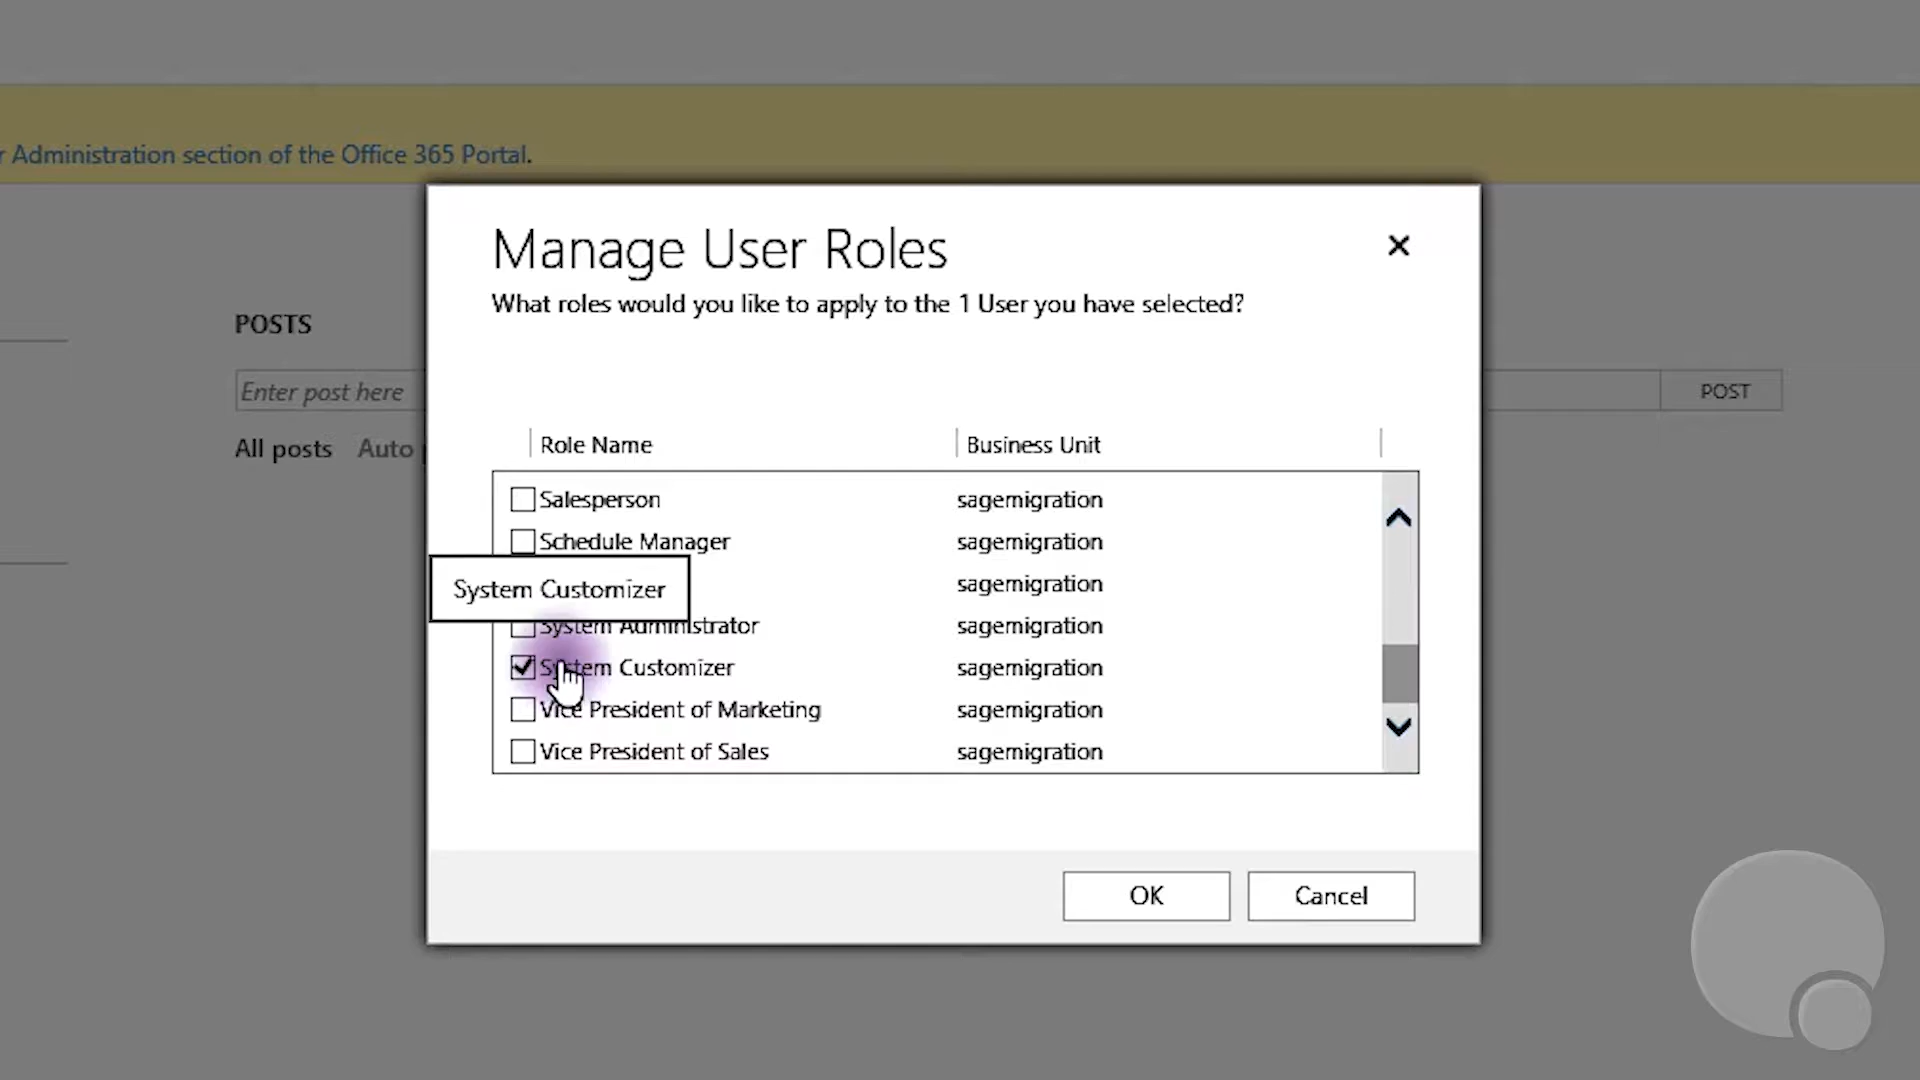 r Administration section of the Office 365 Portal.
Manage User Roles
What roles would you like to apply to the 1 User you have selected?
POSTS
Enter post here
POST
All posts Auto
Role Name Business Unit
Salesperson sagemigration
Schedule Manager sagemigration
System Customizer
sagemigration
System Administrator sagemigration
System Customizer sagemigration
Vice President of Marketing sagemigration
Vice President of Sales sagemigration
OK Cancel